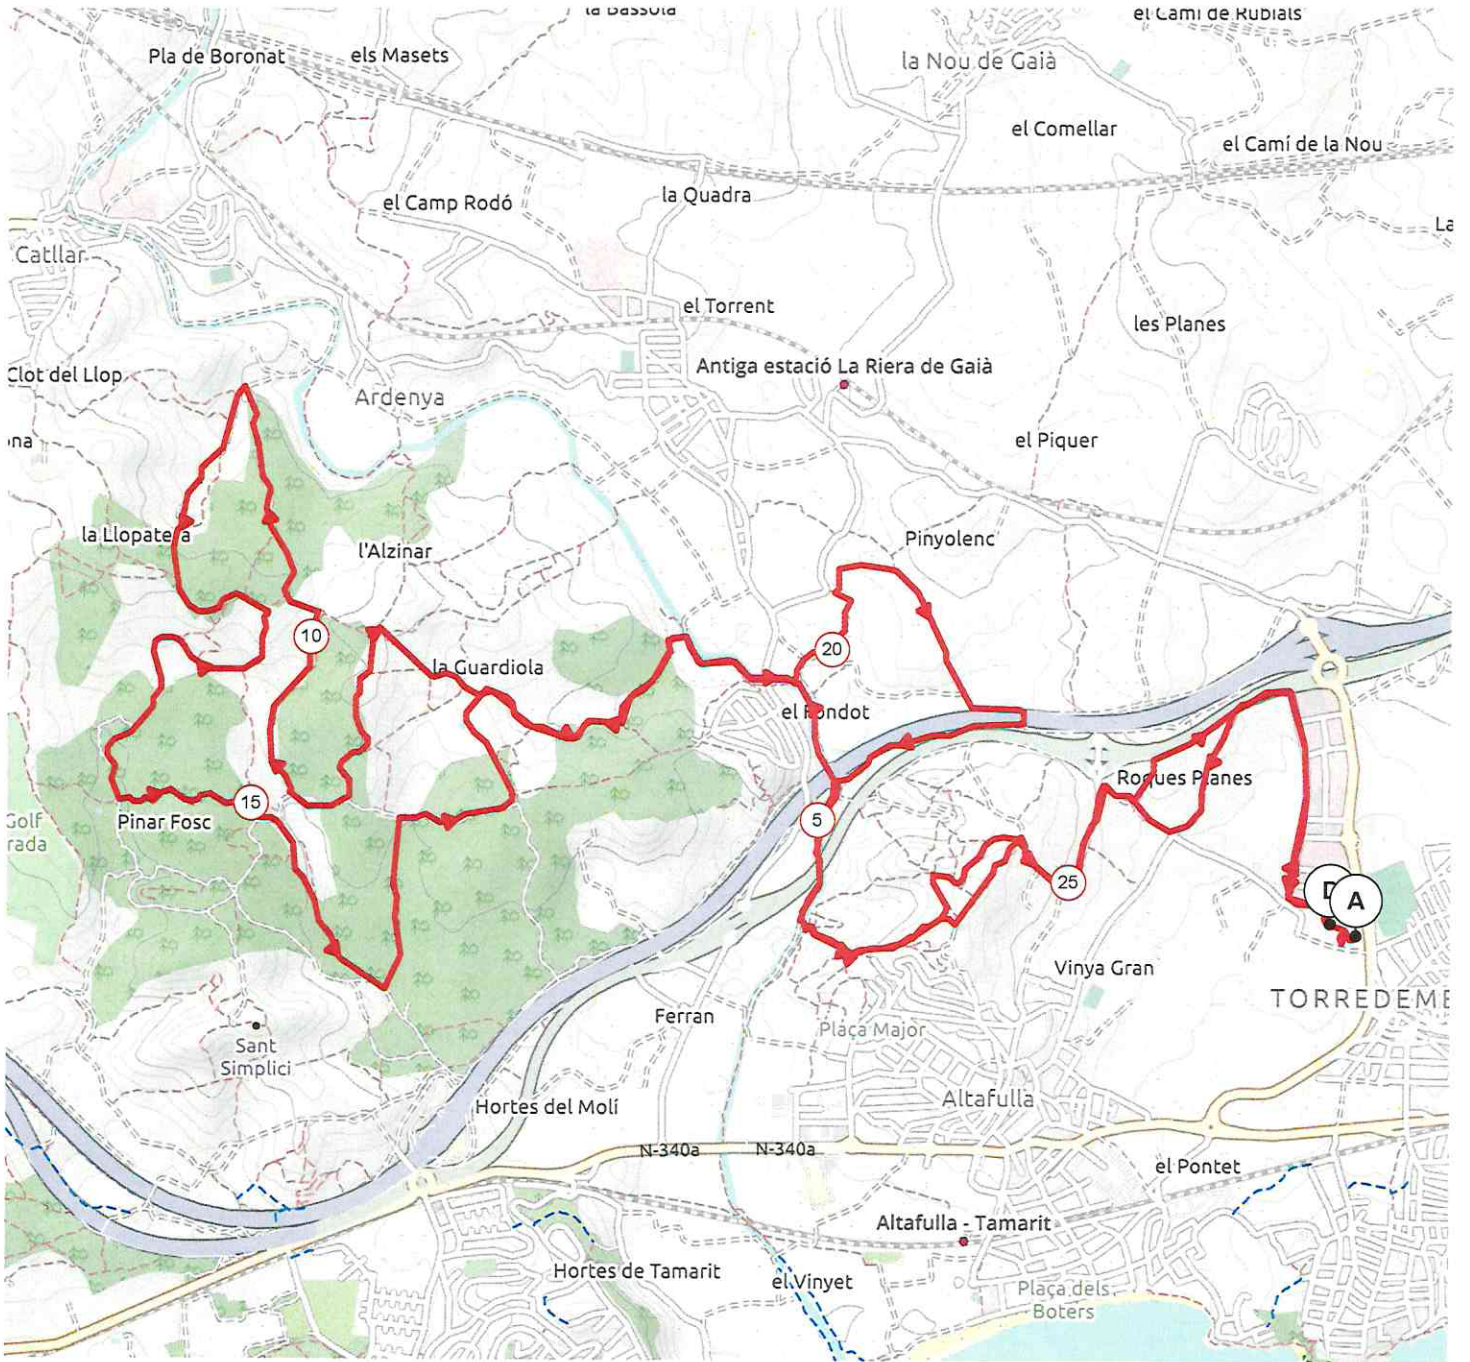 el Camí de Rubials
Pla de Boronat
els Masets
la Nou de Gaià
el Comellar
el Camí de la Nou
el Camp Rodó
la Quadra
La
Catllar
el Torrent
les Planes
Antiga estació La Riera de Gaià
Clot del Llop
Ardenya
ona
el Piquer
la Llopatera
l'Alzinar
Pinyolenc
10
20
la Guardiola
el Fondot
Roques Planes
15
Pinar Fosc
5
Golf
rada
25
D
A
Vinya Gran
TORREDEME
Ferran
Plaça Major
Sant
Simplici
Hortes del Molí
Altafulla
N-340a
N-340a
el Pontet
Altafulla - Tamarit
Hortes de Tamarit
el Vinyet
Plaça dels
Boters